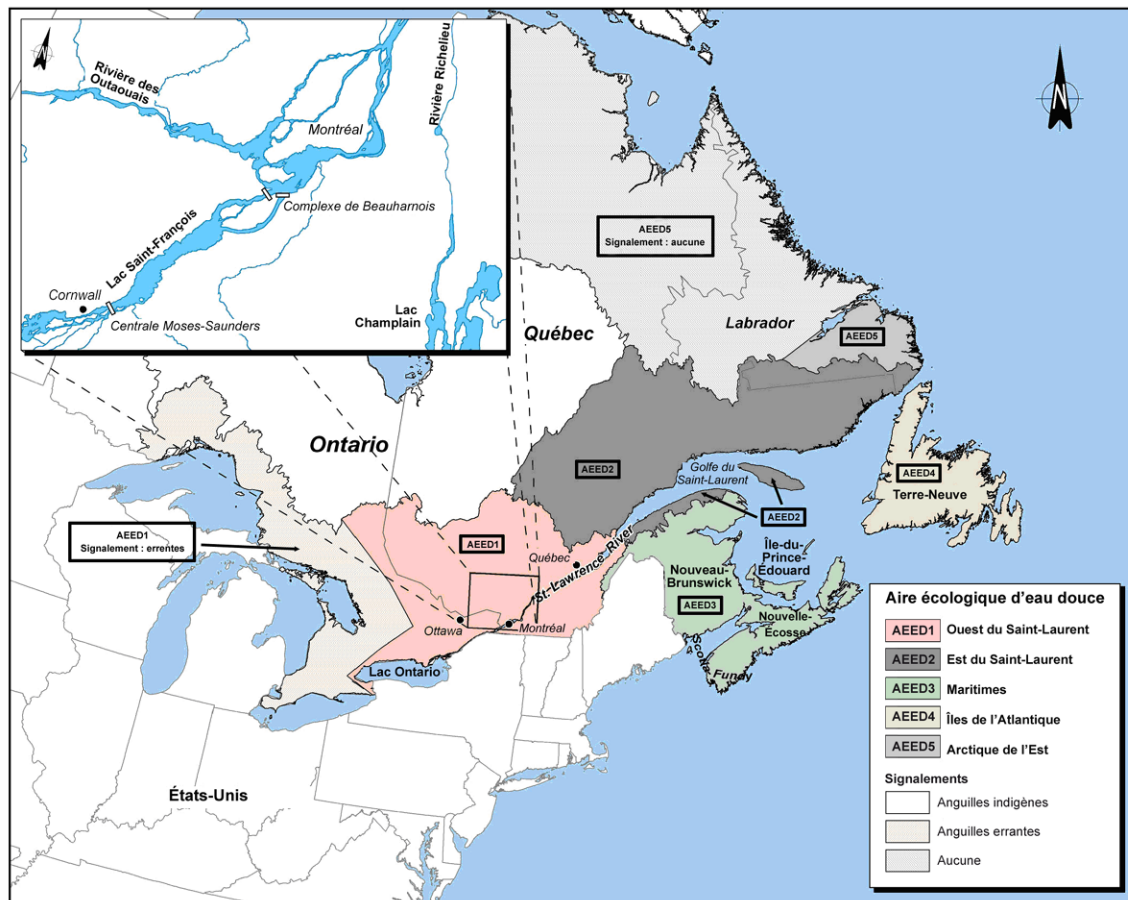 Rivière des
Outaouais
Montréal
Rivière Richelieu
Complexe de Beauharnois
Lac Saint-François
Cornwall
Centrale Moses-Saunders
Lac
Champlain
N
AEED5
Signalement : aucune
Québec
Labrador
AEED5
Ontario
AEED2
Golfe du
Saint-Laurent
AEED4
Terre-Neuve
AEED1
Signalement : errentes
AEED1
AEED2
Québec
St-Lawrence River
Île-du-
Prince-
Édouard
Nouveau-
Brunswick
AEED3
Nouvelle-
Écosse
Ottawa
Montréal
Scotia
Fundy
Lac Ontario
États-Unis
Aire écologique d'eau douce
AEED1 Ouest du Saint-Laurent
AEED2 Est du Saint-Laurent
AEED3 Maritimes
AEED4 Îles de l'Atlantique
AEED5 Arctique de l'Est
Signalements
Anguilles indigènes
Anguilles errantes
Aucune